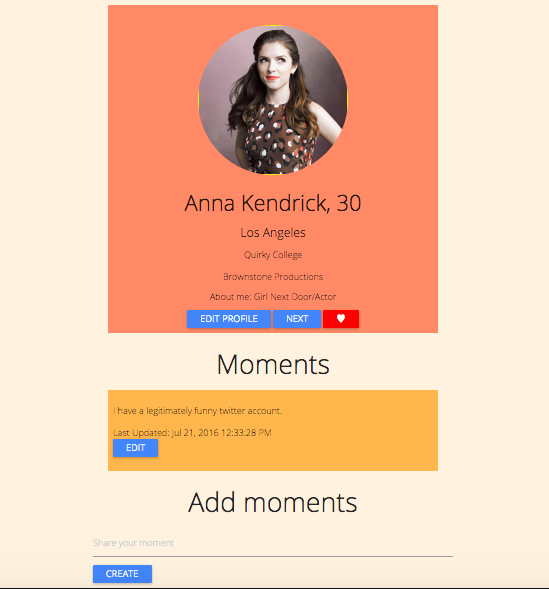 Anna Kendrick, 30
Los Angeles
Quirky College
Brownstone Productions
About me: Girl Next Door/Actor
EDIT PROFILE NEXT
Moments
I have a legitimately funny twitter account.
Last Updated: Jul 21, 2016 12:33:28 PM
EDIT
Add moments
Share your moment
CREATE